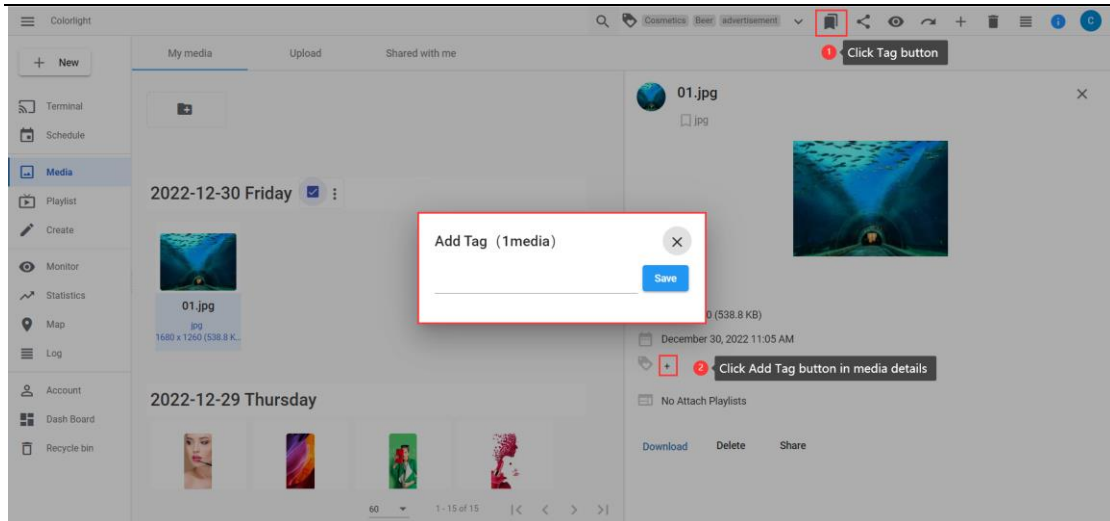 Colorlight
Cosmetics Beer advertisement
C
1 Click Tag button
New
Terminal
Schedule
Media
Playlist
Create
Monitor
Statistics
Map
Log
Account
Dash Board
Recycle bin
My media Upload Shared with me
2022-12-30 Friday
01.jpg
jpg
1680 x 1260 (538.8 K...
2022-12-29 Thursday
60 1 - 15 of 15
Add Tag（1media）
Save
01.jpg
jpg
0 (538.8 KB)
December 30, 2022 11:05 AM
+ 2 Click Add Tag button in media details
No Attach Playlists
Download Delete Share